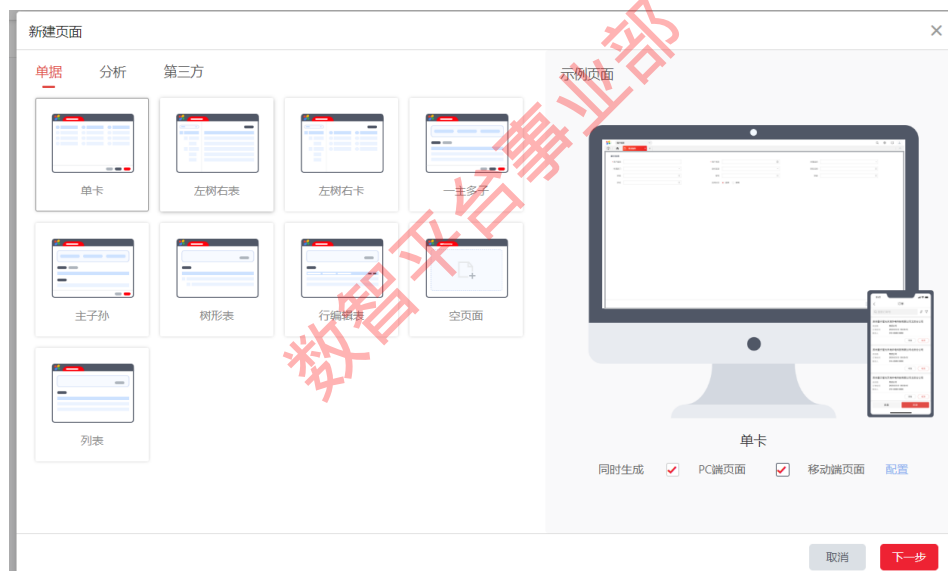 新建页面
单据 分析 第三方
示例页面
单卡 左树右表 左树右卡 一主多子
主子孙 树形表 行编辑表 空页面
列表
单卡
同时生成 PC端页面 移动端页面 配置
取消 下一步
数智平台事业部